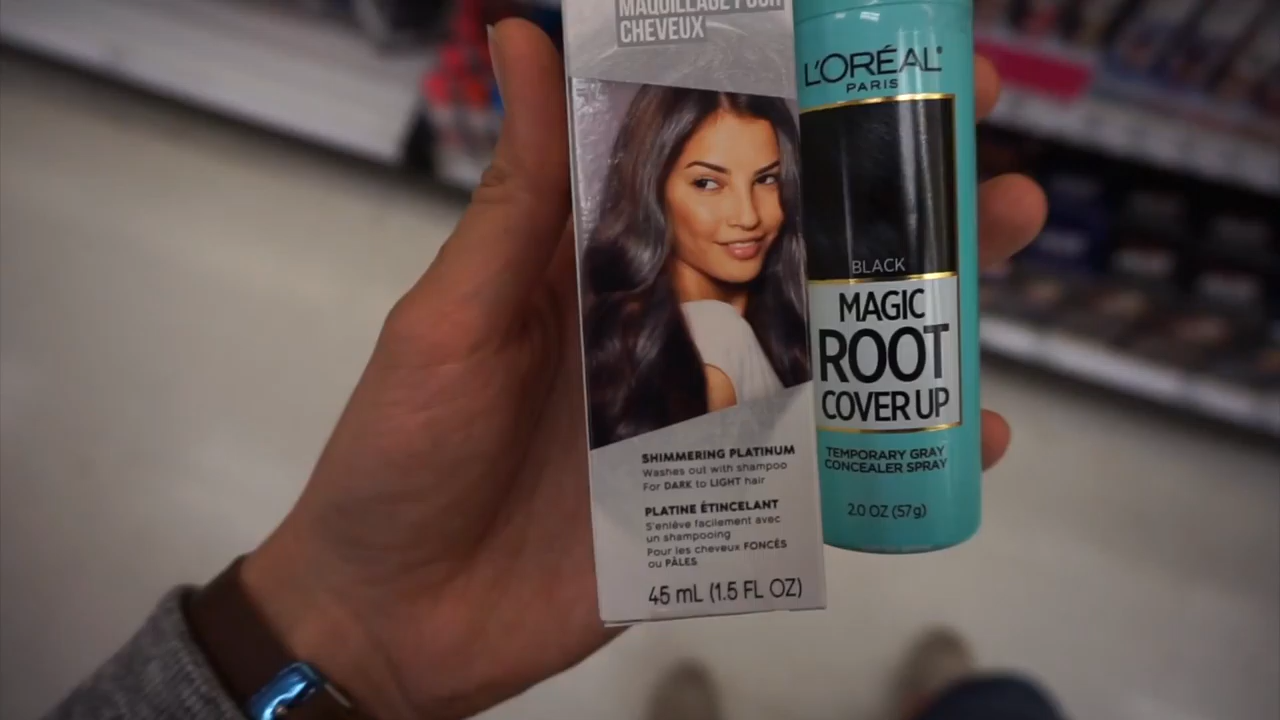 MAQUILLAGE POUR
CHEVEUX
SHIMMERING PLATINUM
Washes out with shampoo
For DARK to LIGHT hair
PLATINE ÉTINCELANT
S'enlève facilement avec
un shampooing
Pour les cheveux FONCÉS
ou PÂLES
45 mL (1.5 FL OZ)
L'ORÉAL
PARIS
BLACK
MAGIC
ROOT
COVER UP
TEMPORARY GRAY
CONCEALER SPRAY
2.0 OZ (57g)